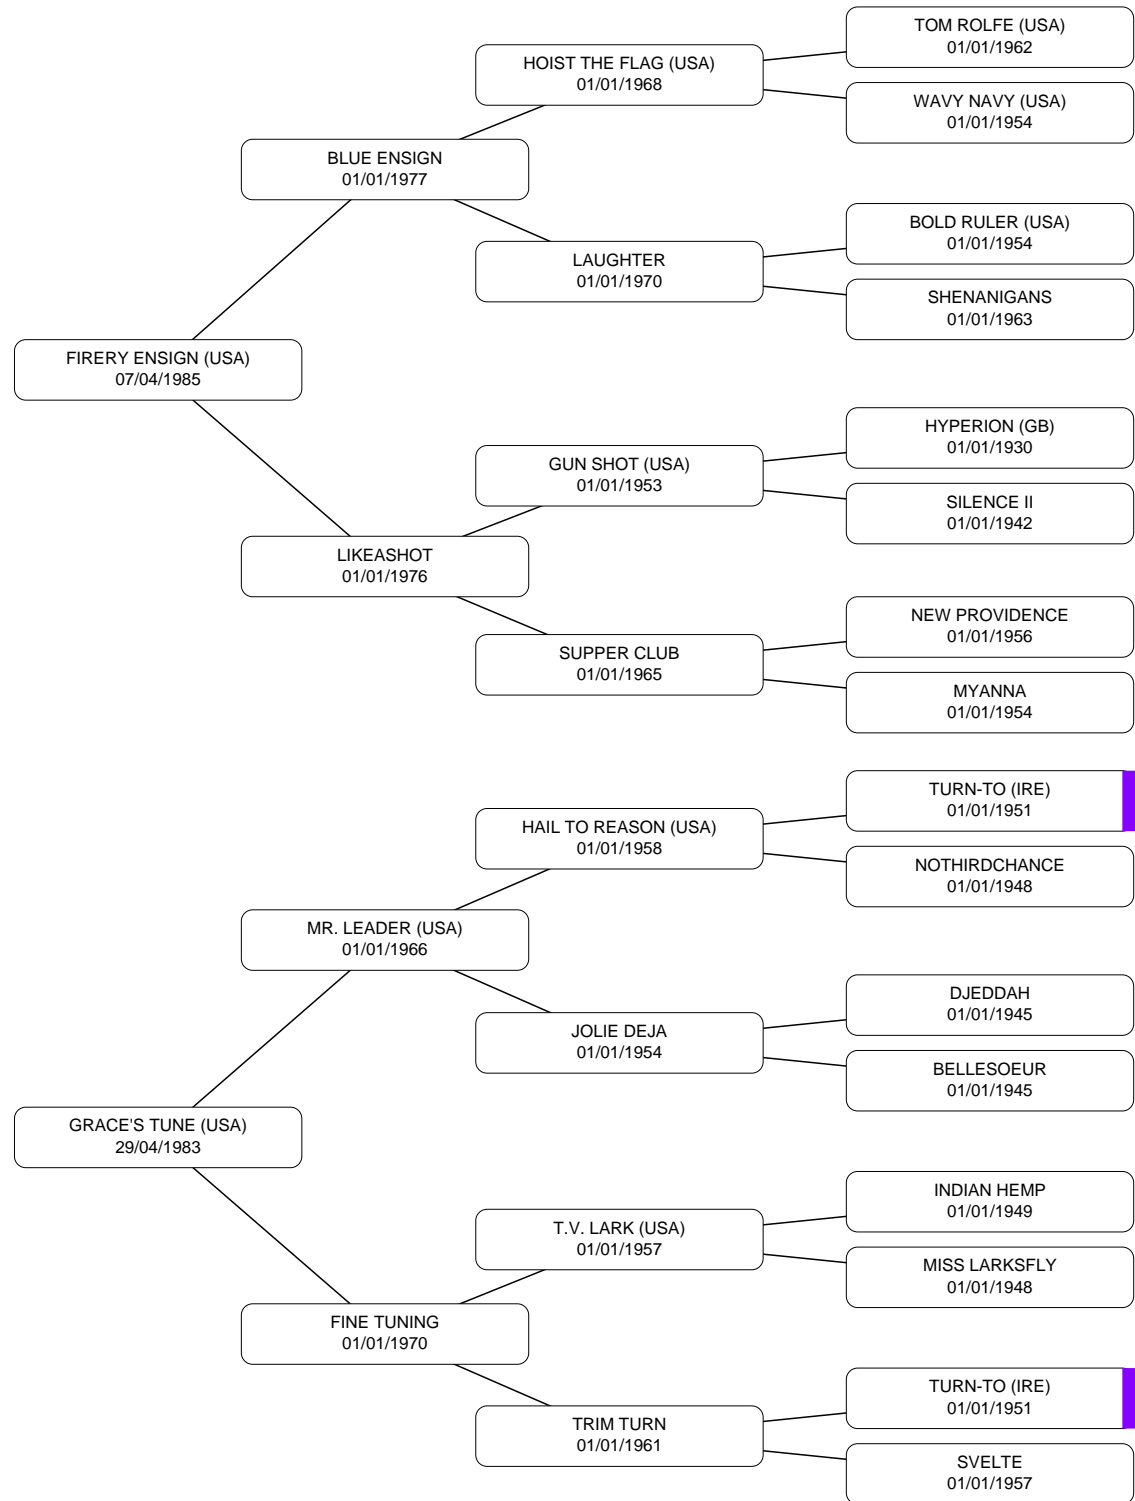 TOM ROLFE (USA)
01/01/1962
HOIST THE FLAG (USA)
01/01/1968
WAVY NAVY (USA)
01/01/1954
BLUE ENSIGN
01/01/1977
BOLD RULER (USA)
01/01/1954
LAUGHTER
01/01/1970
SHENANIGANS
01/01/1963
FIRERY ENSIGN (USA)
07/04/1985
HYPERION (GB)
01/01/1930
GUN SHOT (USA)
01/01/1953
SILENCE II
01/01/1942
LIKEASHOT
01/01/1976
NEW PROVIDENCE
01/01/1956
SUPPER CLUB
01/01/1965
MYANNA
01/01/1954
TURN-TO (IRE)
01/01/1951
HAIL TO REASON (USA)
01/01/1958
NOTHIRDCHANCE
01/01/1948
MR. LEADER (USA)
01/01/1966
DJEDDAH
01/01/1945
JOLIE DEJA
01/01/1954
BELLESOEUR
01/01/1945
GRACE'S TUNE (USA)
29/04/1983
INDIAN HEMP
01/01/1949
T.V. LARK (USA)
01/01/1957
MISS LARKSFLY
01/01/1948
FINE TUNING
01/01/1970
TURN-TO (IRE)
01/01/1951
TRIM TURN
01/01/1961
SVELTE
01/01/1957